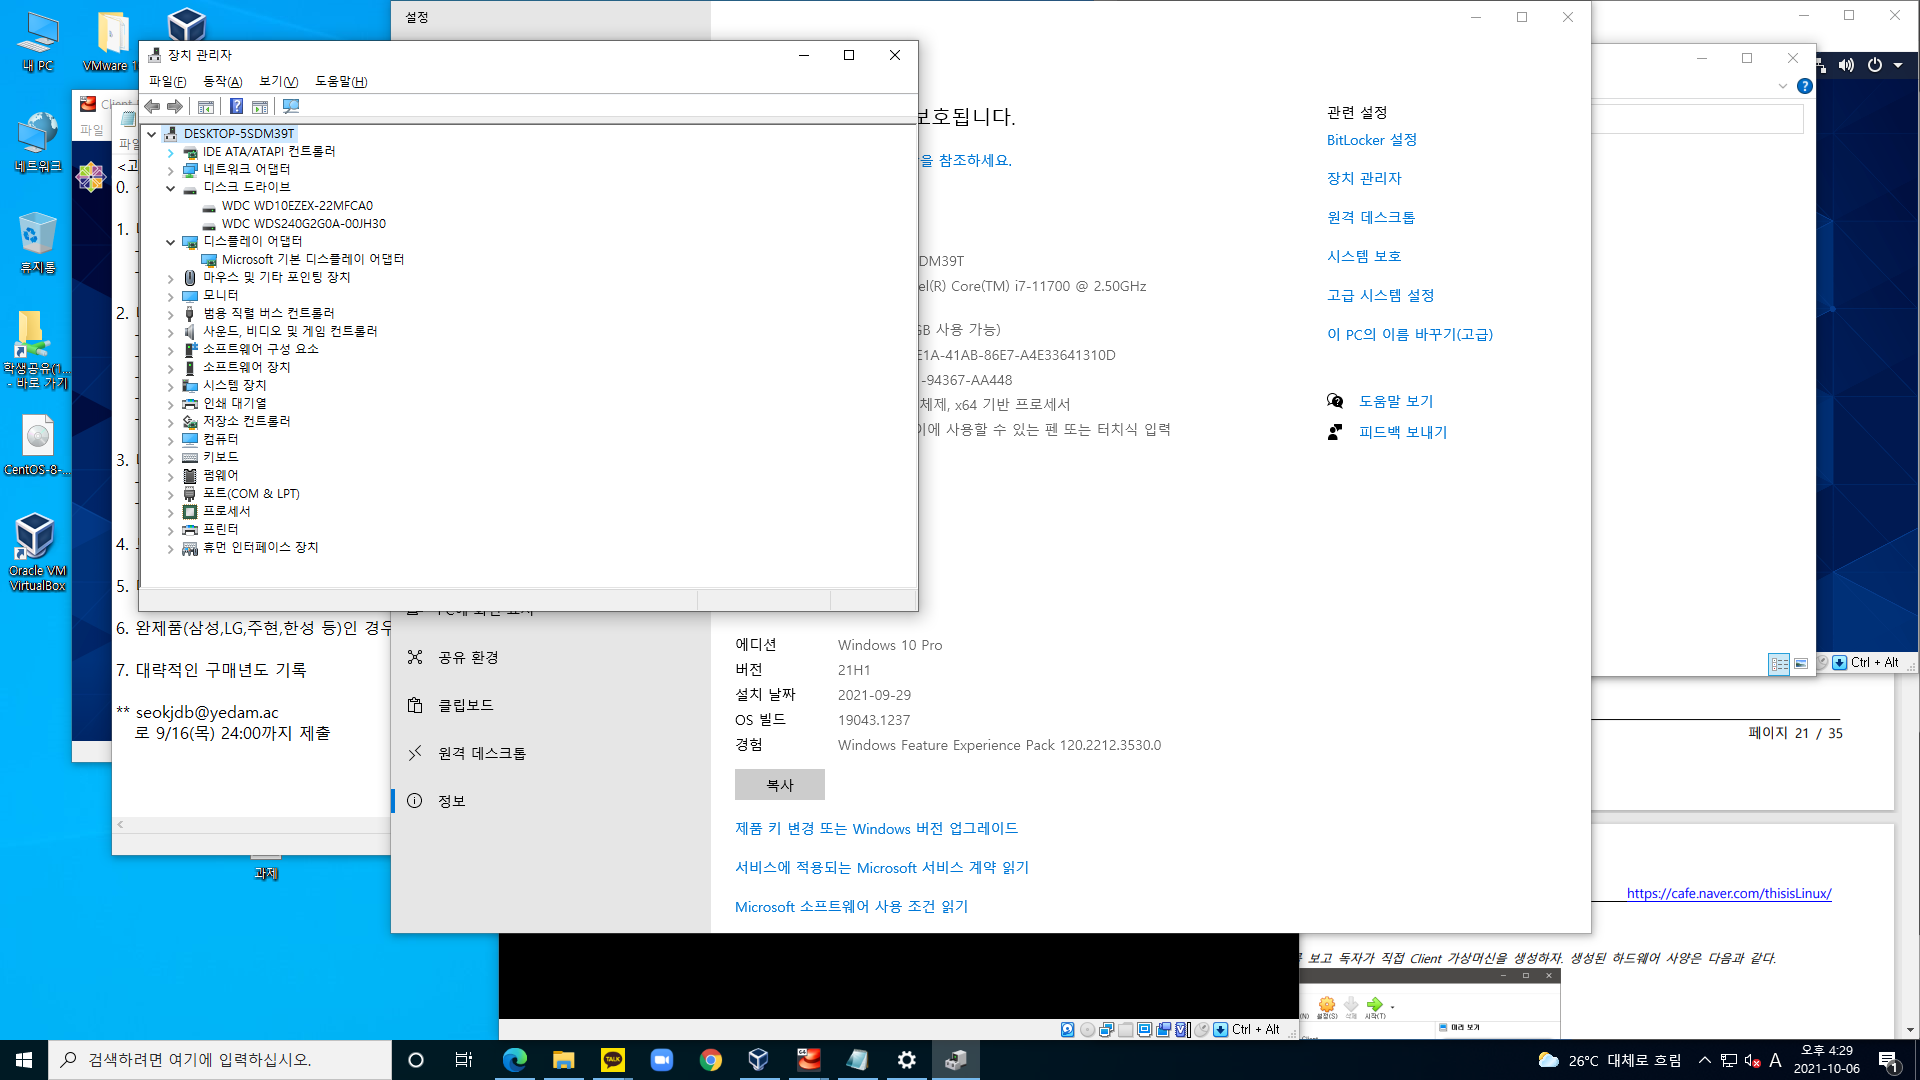 내 PC
VMware 1
네트워크
휴지통
학생공유(1...
- 바로 가기
CentOS-8-...
Oracle VM
VirtualBox
과제
파일
<고
0.
1.
2.
3.
4.
5.
6. 완제품(삼성,LG,주현,한성 등)인 경우
7. 대략적인 구매년도 기록
** seokjdb@yedam.ac
로 9/16(목) 24:00까지 제출
장치 관리자
파일(F) 동작(A) 보기(V) 도움말(H)
DESKTOP-5SDM39T
IDE ATA/ATAPI 컨트롤러
네트워크 어댑터
디스크 드라이브
WDC WD10EZEX-22MFCA0
WDC WDS240G2G0A-00JH30
디스플레이 어댑터
Microsoft 기본 디스플레이 어댑터
마우스 및 기타 포인팅 장치
모니터
범용 직렬 버스 컨트롤러
사운드, 비디오 및 게임 컨트롤러
소프트웨어 구성 요소
소프트웨어 장치
시스템 장치
인쇄 대기열
저장소 컨트롤러
컴퓨터
키보드
펌웨어
포트(COM & LPT)
프로세서
프린터
휴먼 인터페이스 장치
설정
보호됩니다.
을 참조하세요.
DM39T
el(R) Core(TM) i7-11700 @ 2.50GHz
GB 사용 가능)
E1A-41AB-86E7-A4E33641310D
-94367-AA448
체제, x64 기반 프로세서
이에 사용할 수 있는 펜 또는 터치식 입력
관련 설정
BitLocker 설정
장치 관리자
원격 데스크톱
시스템 보호
고급 시스템 설정
이 PC의 이름 바꾸기(고급)
도움말 보기
피드백 보내기
공유 환경
클립보드
원격 데스크톱
정보
에디션 Windows 10 Pro
버전 21H1
설치 날짜 2021-09-29
OS 빌드 19043.1237
경험 Windows Feature Experience Pack 120.2212.3530.0
복사
제품 키 변경 또는 Windows 버전 업그레이드
서비스에 적용되는 Microsoft 서비스 계약 읽기
Microsoft 소프트웨어 사용 조건 읽기
Ctrl + Alt
페이지 21 / 35
https://cafe.naver.com/thisisLinux/
보고 독자가 직접 Client 가상머신을 생성하자. 생성된 하드웨어 사양은 다음과 같다.
설정(S) 삭제 시작(T)
미리 보기
Ctrl + Alt
검색하려면 여기에 입력하십시오.
TALK
26°C 대체로 흐림
A
오후 4:29
2021-10-06
1